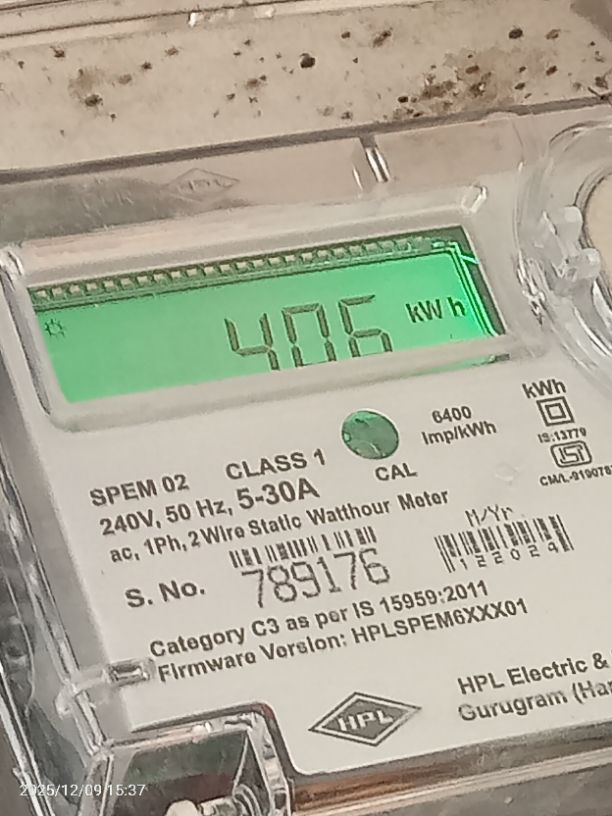 HPL
406 kWh
6400
Imp/kWh
kWh
IS:13779
SPEM 02 CLASS 1
CAL
240V, 50 Hz, 5-30A
ac, 1Ph, 2 Wire Static Watthour Meter
M/Yr.
122024
S. No. 789176
Category C3 as per IS 15959:2011
Firmware Version: HPLSPEM6XXX01
HPL
HPL Electric &
Gurugram (Har
2025/12/09 15:37